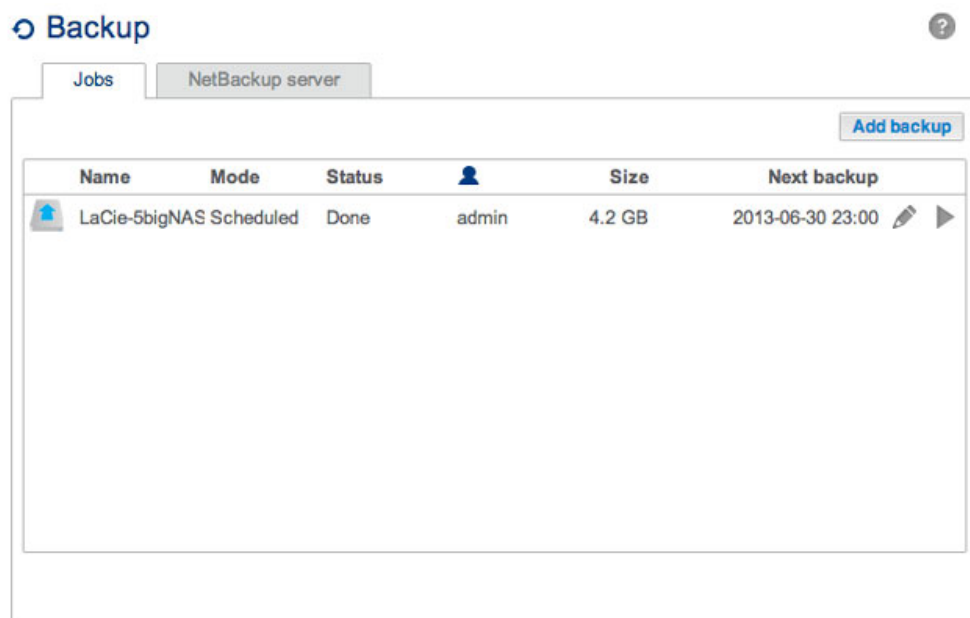 Backup
?
Jobs NetBackup server
Add backup
Name Mode Status Size Next backup
LaCie-5bigNAS Scheduled Done admin 4.2 GB 2013-06-30 23:00